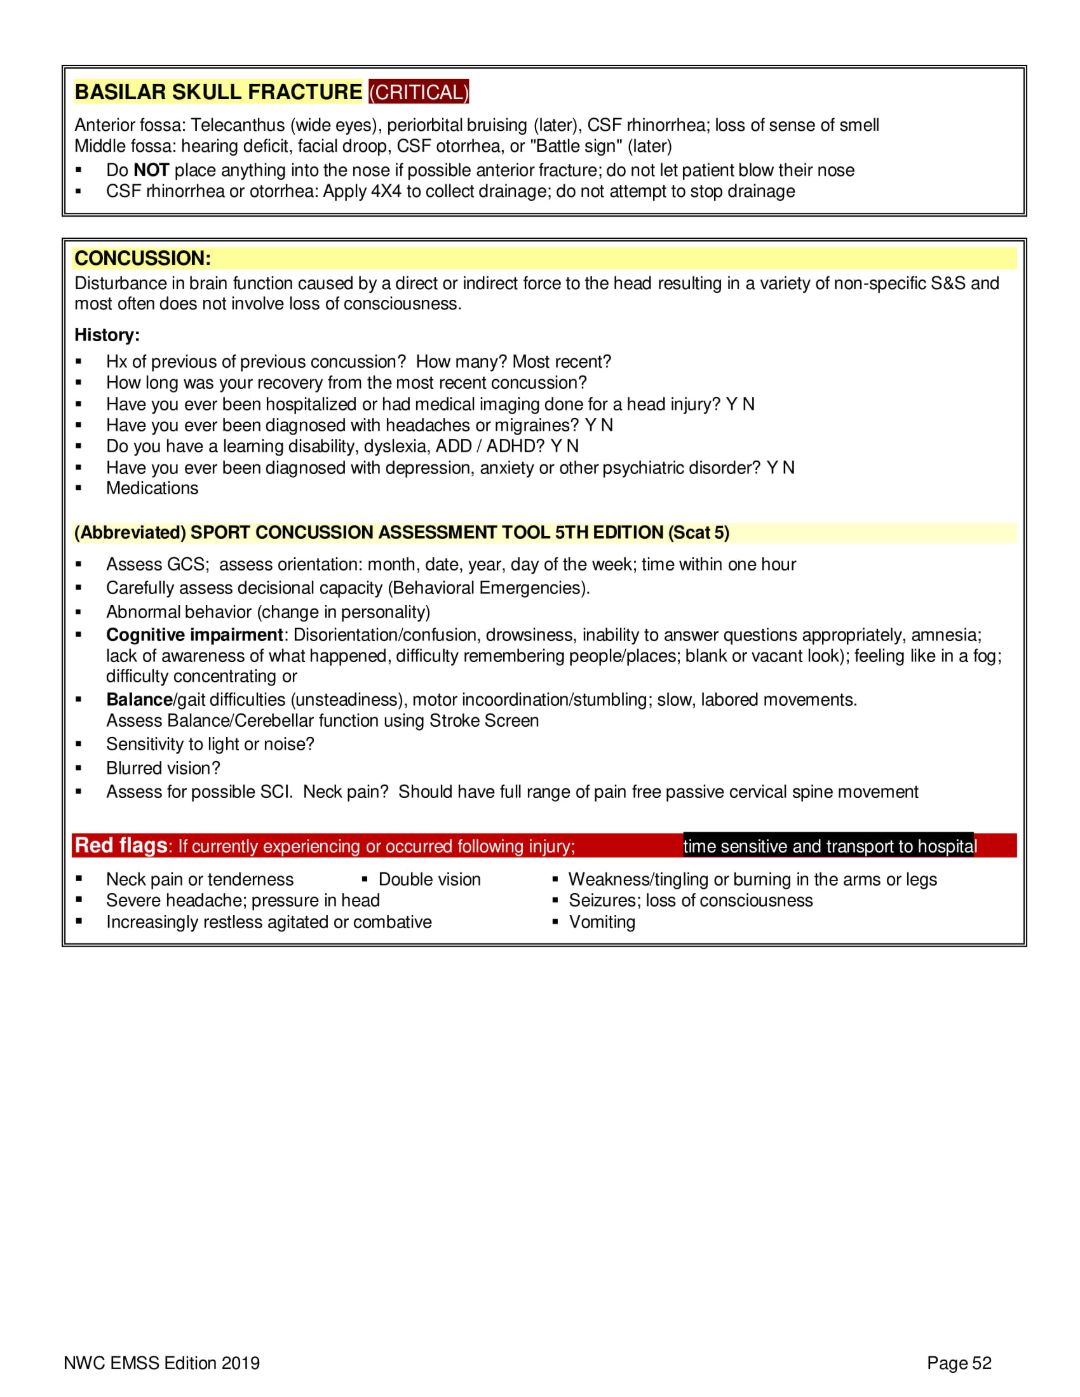 BASILAR SKULL FRACTURE (CRITICAL)
Anterior fossa: Telecanthus (wide eyes), periorbital bruising (later), CSF rhinorrhea; loss of sense of smell
Middle fossa: hearing deficit, facial droop, CSF otorrhea, or "Battle sign" (later)
▪ Do NOT place anything into the nose if possible anterior fracture; do not let patient blow their nose
▪ CSF rhinorrhea or otorrhea: Apply 4X4 to collect drainage; do not attempt to stop drainage
CONCUSSION:
Disturbance in brain function caused by a direct or indirect force to the head resulting in a variety of non-specific S&S and
most often does not involve loss of consciousness.
History:
▪ Hx of previous of previous concussion? How many? Most recent?
▪ How long was your recovery from the most recent concussion?
▪ Have you ever been hospitalized or had medical imaging done for a head injury? Y N
▪ Have you ever been diagnosed with headaches or migraines? Y N
▪ Do you have a learning disability, dyslexia, ADD / ADHD? Y N
▪ Have you ever been diagnosed with depression, anxiety or other psychiatric disorder? Y N
▪ Medications
(Abbreviated) SPORT CONCUSSION ASSESSMENT TOOL 5TH EDITION (Scat 5)
▪ Assess GCS; assess orientation: month, date, year, day of the week; time within one hour
▪ Carefully assess decisional capacity (Behavioral Emergencies).
▪ Abnormal behavior (change in personality)
▪ Cognitive impairment: Disorientation/confusion, drowsiness, inability to answer questions appropriately, amnesia;
lack of awareness of what happened, difficulty remembering people/places; blank or vacant look); feeling like in a fog;
difficulty concentrating or
▪ Balance/gait difficulties (unsteadiness), motor incoordination/stumbling; slow, labored movements.
Assess Balance/Cerebellar function using Stroke Screen
▪ Sensitivity to light or noise?
▪ Blurred vision?
▪ Assess for possible SCI. Neck pain? Should have full range of pain free passive cervical spine movement
Red flags: If currently experiencing or occurred following injury; time sensitive and transport to hospital
▪ Neck pain or tenderness ▪ Double vision ▪ Weakness/tingling or burning in the arms or legs
▪ Severe headache; pressure in head ▪ Seizures; loss of consciousness
▪ Increasingly restless agitated or combative ▪ Vomiting
NWC EMSS Edition 2019 Page 52